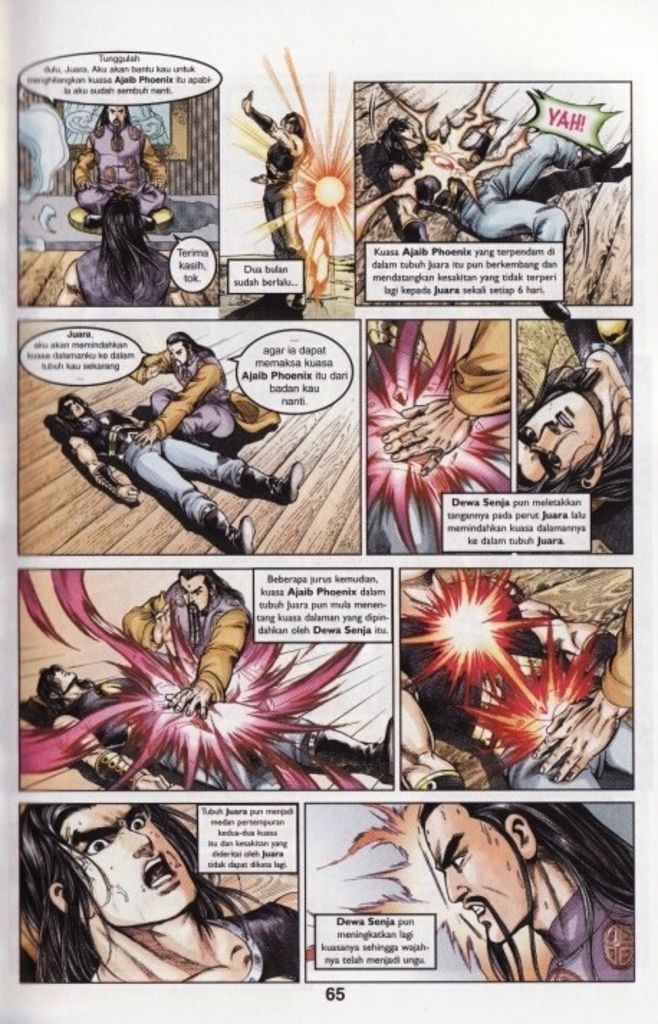 Tunggulah
dulu, Juara. Aku akan bantu kau untuk
menghilangkan kuasa Ajaib Phoenix itu apabi-
la aku sudah sembuh nanti.
Terima
kasih,
tok.
Dua bulan
sudah berlalu...
YAH!
Kuasa Ajaib Phoenix yang terpendam di
dalam tubuh Juara itu pun berkembang dan
mendatangkan kesakitan yang tidak terperi
lagi kepada Juara sekali setiap 6 hari.
Juara,
aku akan memindahkan
kuasa dalamanku ke dalam
tubuh kau sekarang
...
...
agar ia dapat
memaksa kuasa
Ajaib Phoenix itu dari
badan kau
nanti.
Dewa Senja pun meletakkan
tangannya pada perut Juara lalu
memindahkan kuasa dalamannya
ke dalam tubuh Juara.
Beberapa jurus kemudian,
kuasa Ajaib Phoenix dalam
tubuh Juara pun mula menen-
tang kuasa dalaman yang dipin-
dahkan oleh Dewa Senja itu.
Tubuh Juara pun menjadi
medan pertempuran
kedua-dua kuasa
itu dan kesakitan yang
dideritai oleh Juara
tidak dapat dikata lagi.
Dewa Senja pun
meningkatkan lagi
kuasanya sehingga wajah-
nya telah menjadi ungu.
65